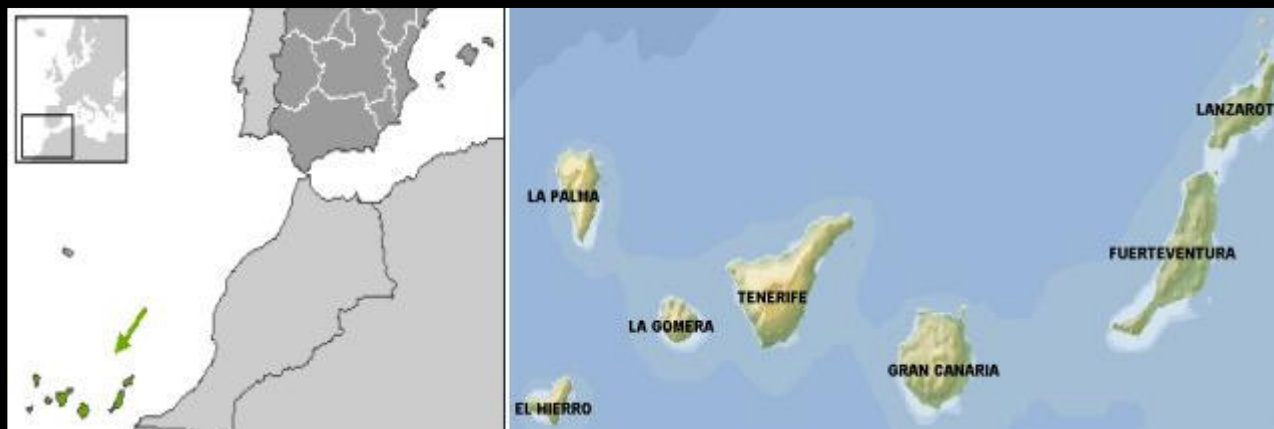 LANZAROT
LA PALMA
FUERTEVENTURA
TENERIFE
LA GOMERA
GRAN CANARIA
EL HIERRO